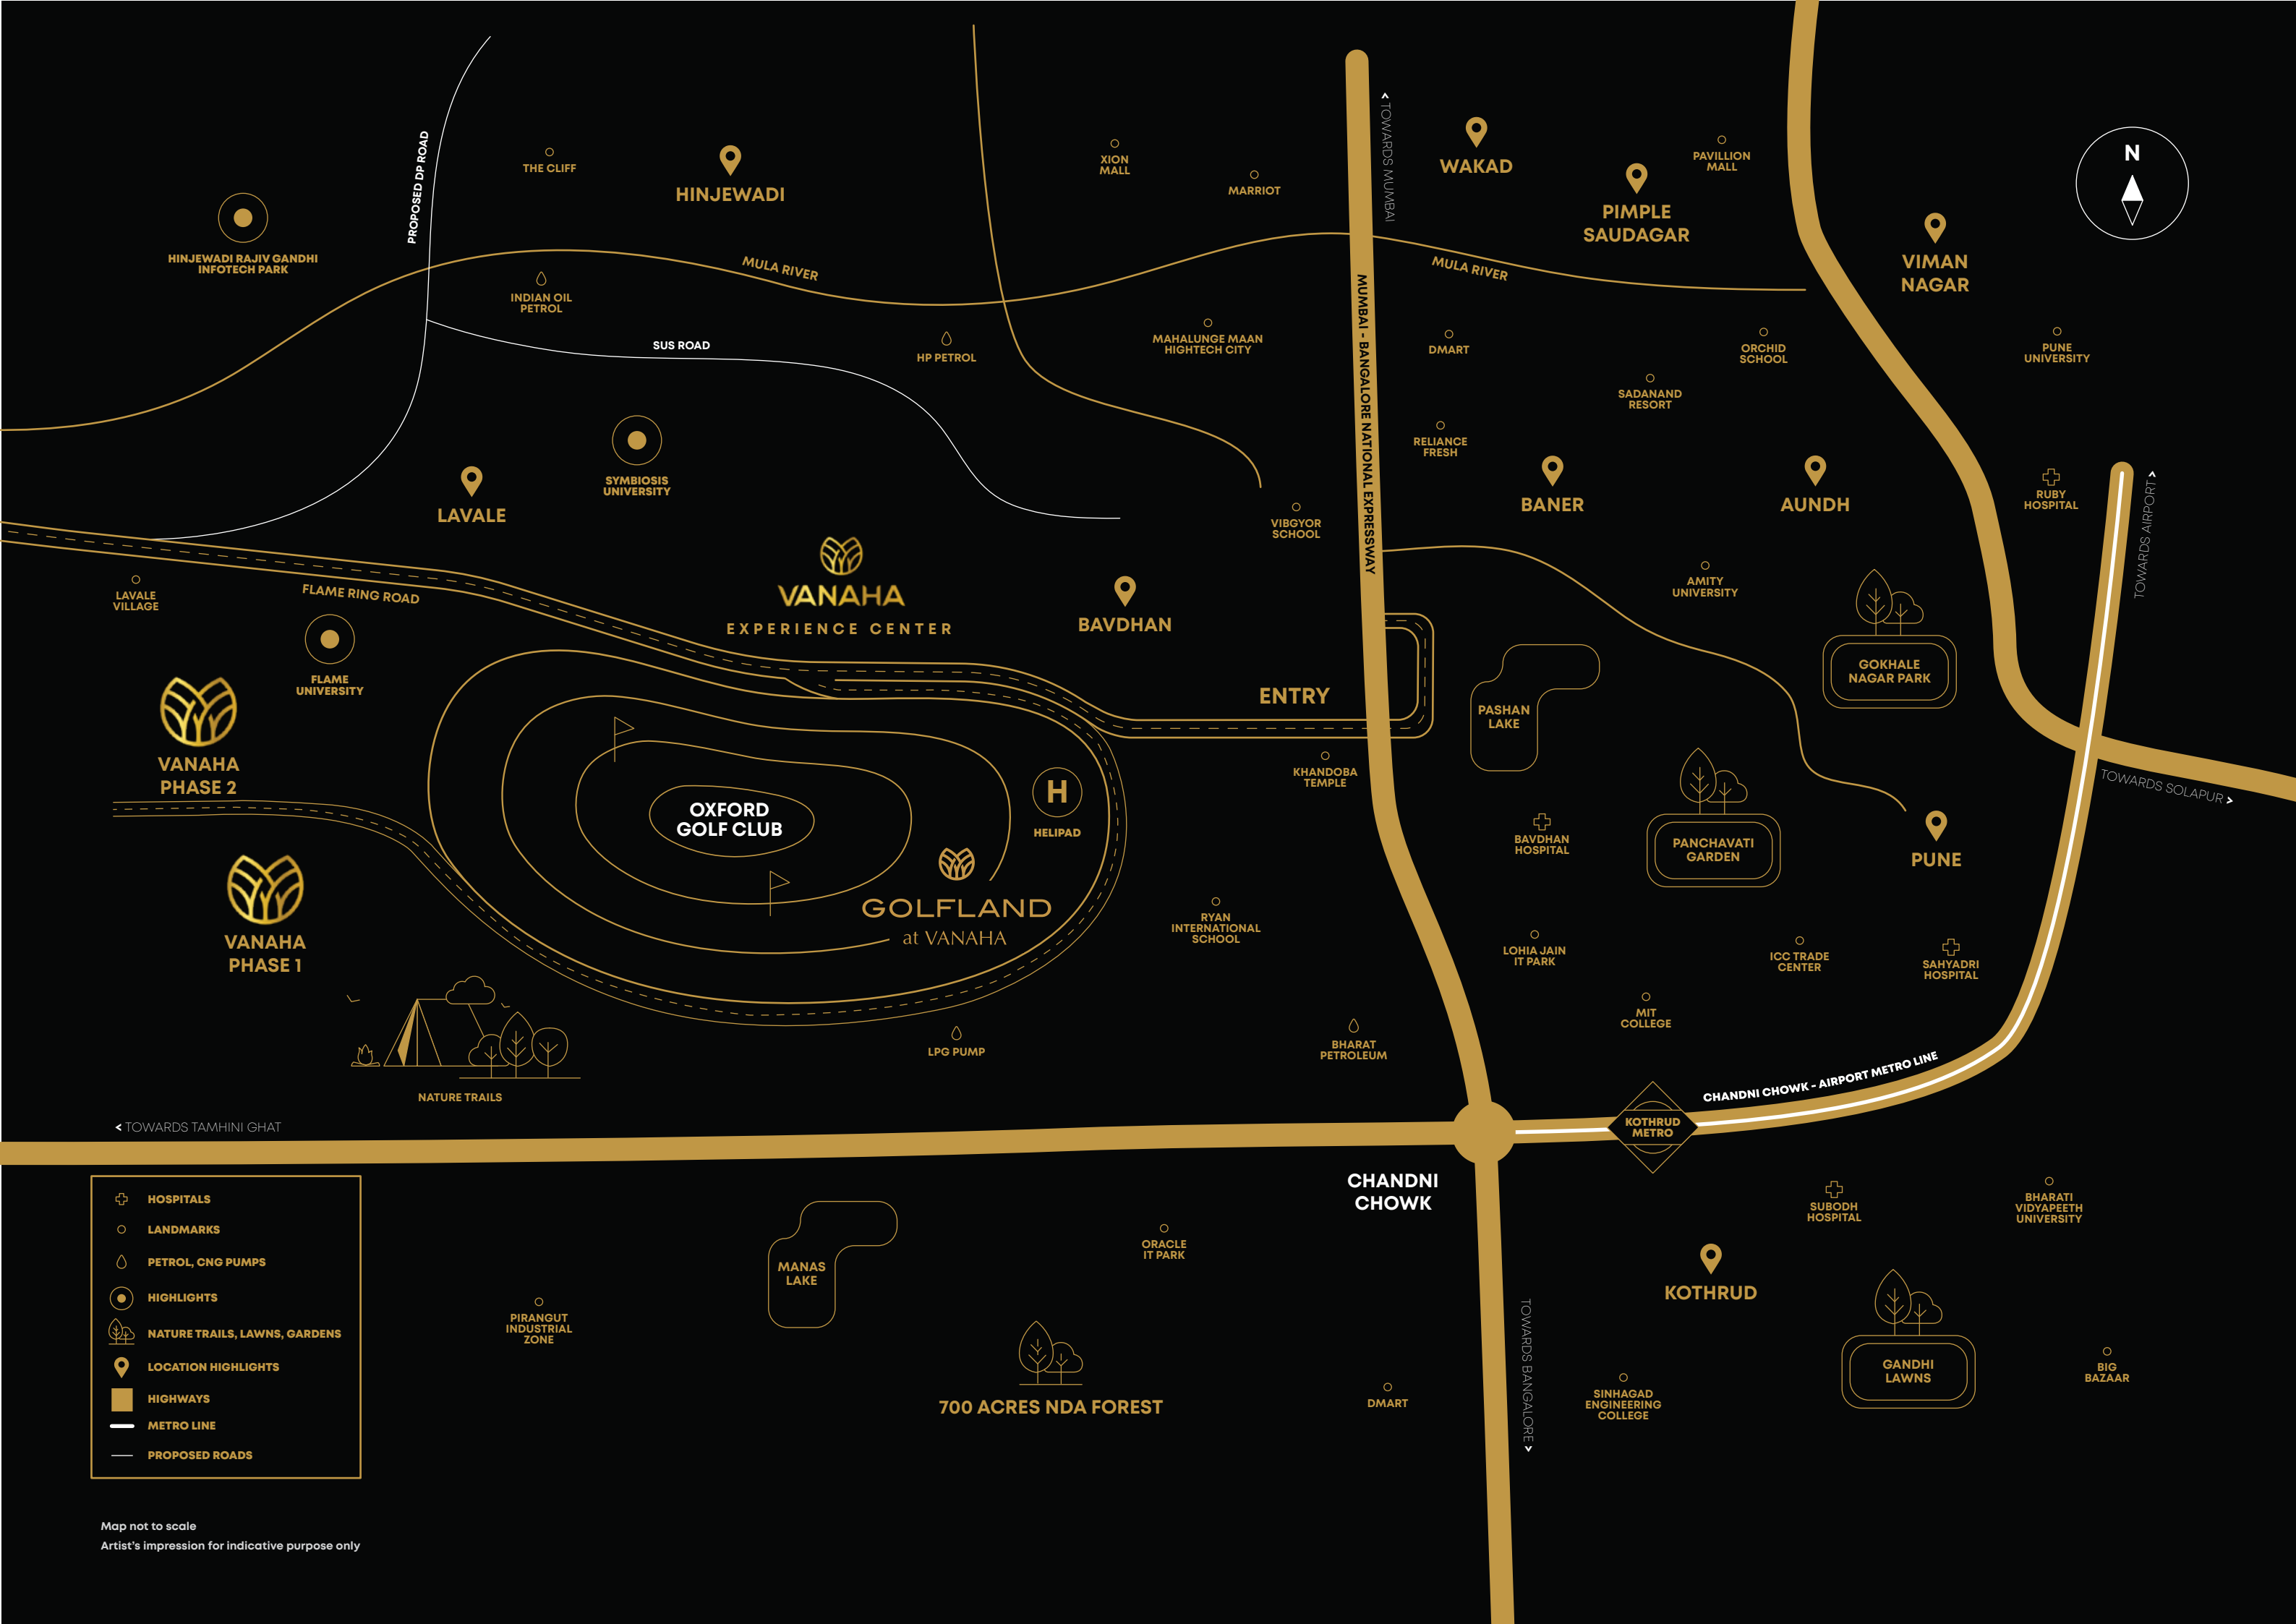 TOWARDS MUMBAI
PROPOSED DP ROAD
THE CLIFF
HINJEWADI
XION
MALL
MARRIOT
WAKAD
PIMPLE
SAUDAGAR
PAVILLION
MALL
N
VIMAN
NAGAR
HINJEWADI RAJIV GANDHI
INFOTECH PARK
MULA RIVER
MULA RIVER
INDIAN OIL
PETROL
SUS ROAD
HP PETROL
MAHALUNGE MAAN
HIGHTECH CITY
MUMBAI - BANGALORE NATIONAL EXPRESSWAY
DMART
ORCHID
SCHOOL
PUNE
UNIVERSITY
SADANAND
RESORT
RELIANCE
FRESH
LAVALE
SYMBIOSIS
UNIVERSITY
VIBGYOR
SCHOOL
BANER
AUNDH
RUBY
HOSPITAL
TOWARDS AIRPORT
LAVALE
VILLAGE
FLAME RING ROAD
VANAHA
EXPERIENCE CENTER
BAVDHAN
AMITY
UNIVERSITY
FLAME
UNIVERSITY
ENTRY
PASHAN
LAKE
GOKHALE
NAGAR PARK
VANAHA
PHASE 2
OXFORD
GOLF CLUB
H
HELIPAD
KHANDOBA
TEMPLE
TOWARDS SOLAPUR >
BAVDHAN
HOSPITAL
PANCHAVATI
GARDEN
PUNE
VANAHA
PHASE 1
GOLFLAND
at VANAHA
RYAN
INTERNATIONAL
SCHOOL
LOHIA JAIN
IT PARK
ICC TRADE
CENTER
SAHYADRI
HOSPITAL
MIT
COLLEGE
LPG PUMP
BHARAT
PETROLEUM
NATURE TRAILS
CHANDNI CHOWK - AIRPORT METRO LINE
KOTHRUD
METRO
< TOWARDS TAMHINI GHAT
CHANDNI
CHOWK
HOSPITALS
LANDMARKS
PETROL, CNG PUMPS
HIGHLIGHTS
NATURE TRAILS, LAWNS, GARDENS
LOCATION HIGHLIGHTS
HIGHWAYS
METRO LINE
PROPOSED ROADS
MANAS
LAKE
ORACLE
IT PARK
PIRANGUT
INDUSTRIAL
ZONE
700 ACRES NDA FOREST
DMART
TOWARDS BANGALORE
SUBODH
HOSPITAL
BHARATI
VIDYAPEETH
UNIVERSITY
KOTHRUD
SINHAGAD
ENGINEERING
COLLEGE
GANDHI
LAWNS
BIG
BAZAAR
Map not to scale
Artist's impression for indicative purpose only